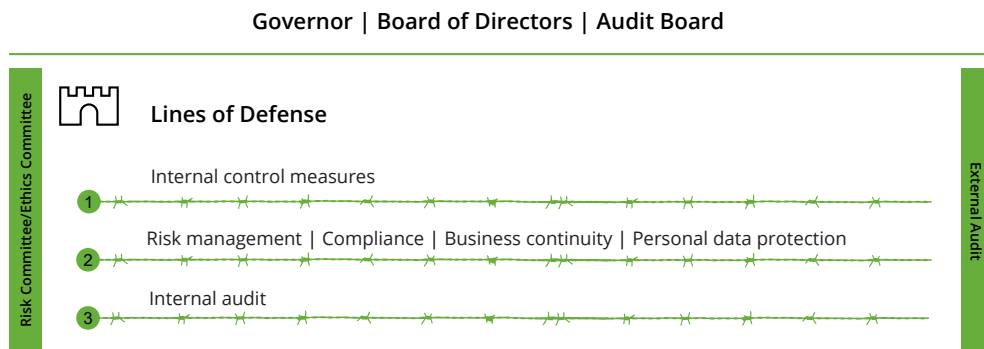 Governor | Board of Directors | Audit Board
Risk Committee/Ethics Committee
Lines of Defense
Internal control measures
1
Risk management | Compliance | Business continuity | Personal data protection
2
Internal audit
3
External Audit